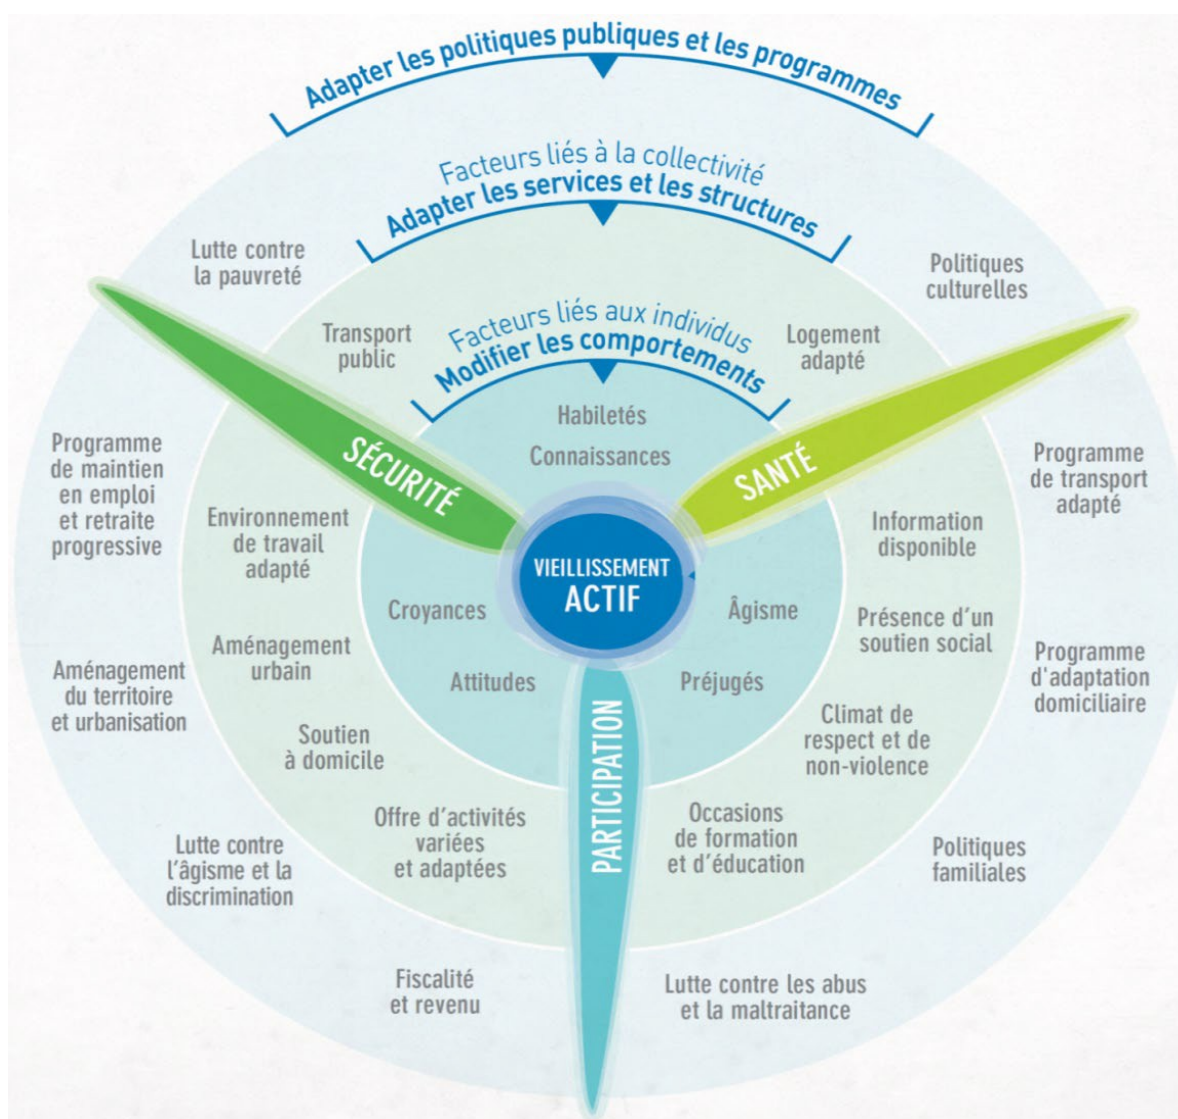 Adapter les politiques publiques et les programmes
Facteurs liés à la collectivité
Adapter les services et les structures
Lutte contre
la pauvreté
Politiques
culturelles
Transport
public
Facteurs liés aux individus
Modifier les comportements
Logement
adapté
Habiletés
Connaissances
SÉCURITÉ
SANTÉ
Programme
de maintien
en emploi
et retraite
progressive
Environnement
de travail
adapté
Information
disponible
Programme
de transport
adapté
VIEILLISSEMENT
ACTIF
Croyances
Âgisme
Présence d'un
soutien social
Aménagement
du territoire
et urbanisation
Aménagement
urbain
Attitudes
Préjugés
Programme
d'adaptation
domiciliaire
Soutien
à domicile
PARTICIPATION
Climat de
respect et de
non-violence
Lutte contre
l'âgisme et la
discrimination
Offre d'activités
variées
et adaptées
Occasions
de formation
et d'éducation
Politiques
familiales
Fiscalité
et revenu
Lutte contre les abus
et la maltraitance